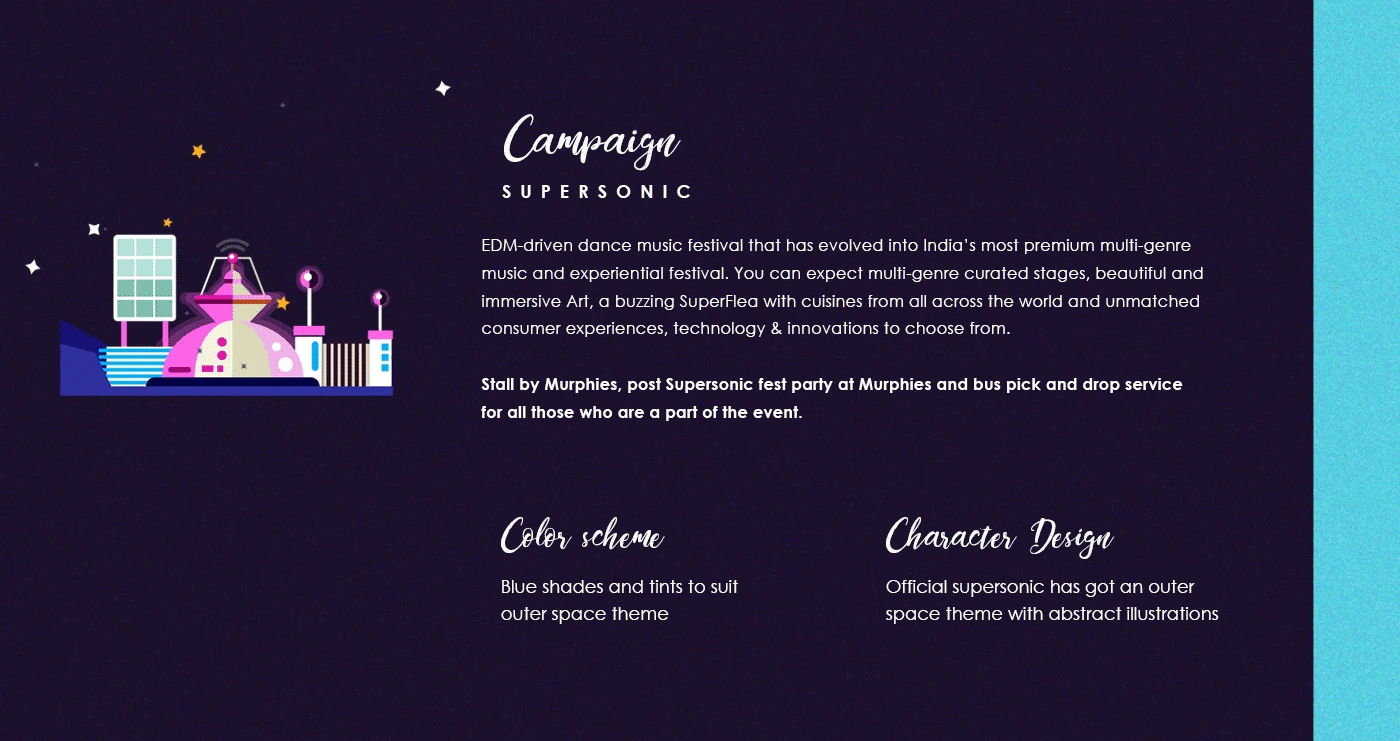 Campaign
SUPERSONIC
EDM-driven dance music festival that has evolved into India's most premium multi-genre
music and experiential festival. You can expect multi-genre curated stages, beautiful and
immersive Art, a buzzing SuperFlea with cuisines from all across the world and unmatched
consumer experiences, technology & innovations to choose from.
Stall by Murphies, post Supersonic fest party at Murphies and bus pick and drop service
for all those who are a part of the event.
Color scheme
Blue shades and tints to suit
outer space theme
Character Design
Official supersonic has got an outer
space theme with abstract illustrations